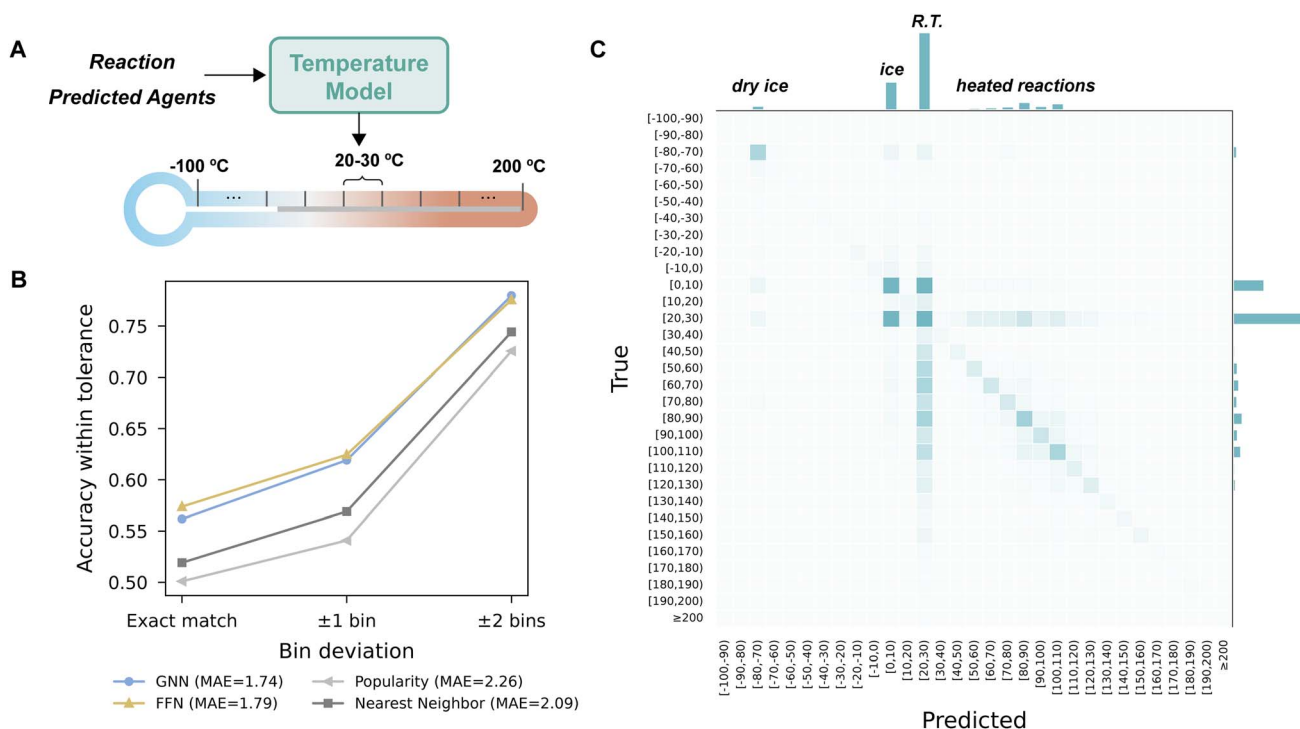 A
Reaction
Predicted Agents
Temperature
Model
-100 ºC
20-30 ºC
200 ºC
...
...
B
Accuracy within tolerance
0.75
0.70
0.65
0.60
0.55
0.50
Exact match
±1 bin
±2 bins
Bin deviation
GNN (MAE=1.74)
FFN (MAE=1.79)
Popularity (MAE=2.26)
Nearest Neighbor (MAE=2.09)
C
R.T.
dry ice
ice
heated reactions
True
[-100,-90)
[-90,-80)
[-80,-70)
[-70,-60)
[-60,-50)
[-50,-40)
[-40,-30)
[-30,-20)
[-20,-10)
[-10,0)
[0,10)
[10,20)
[20,30)
[30,40)
[40,50)
[50,60)
[60,70)
[70,80)
[80,90)
[90,100)
[100,110)
[110,120)
[120,130)
[130,140)
[140,150)
[150,160)
[160,170)
[170,180)
[180,190)
[190,200)
≥200
[-100,-90)
[-90,-80)
[-80,-70)
[-70,-60)
[-60,-50)
[-50,-40)
[-40,-30)
[-30,-20)
[-20,-10)
[-10,0)
[0,10)
[10,20)
[20,30)
[30,40)
[40,50)
[50,60)
[60,70)
[70,80)
[80,90)
[90,100)
[100,110)
[110,120)
[120,130)
[130,140)
[140,150)
[150,160)
[160,170)
[170,180)
[180,190)
[190,200)
≥200
Predicted